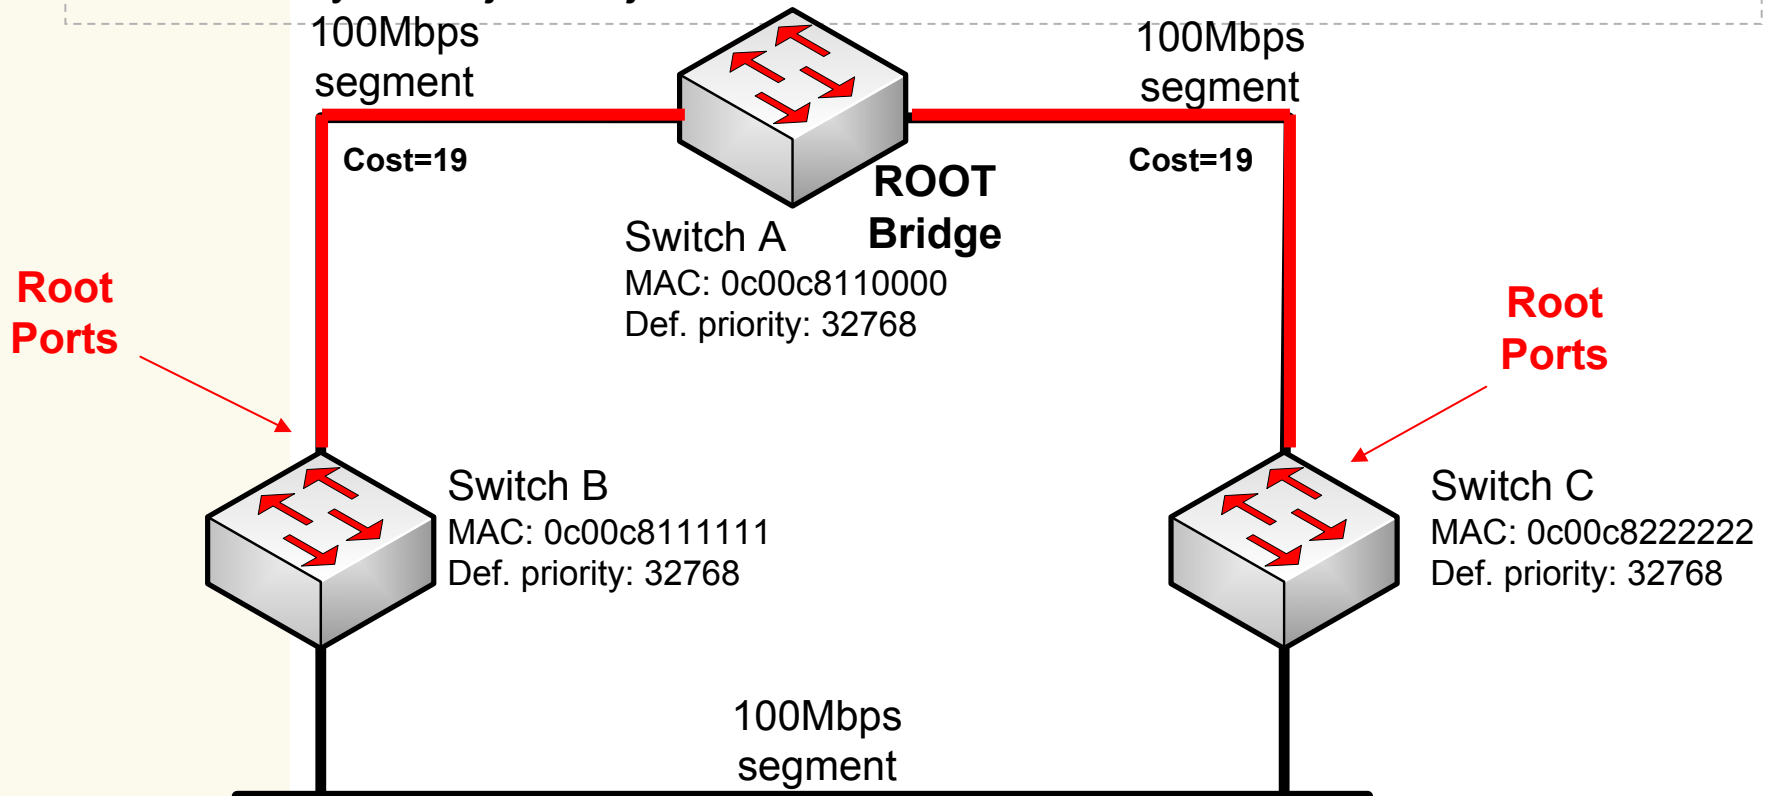 100Mbps
segment
100Mbps
segment
Cost=19
Cost=19
ROOT
Bridge
Switch A
MAC: 0c00c8110000
Def. priority: 32768
Root
Ports
Root
Ports
Switch B
MAC: 0c00c8111111
Def. priority: 32768
Switch C
MAC: 0c00c8222222
Def. priority: 32768
100Mbps
segment